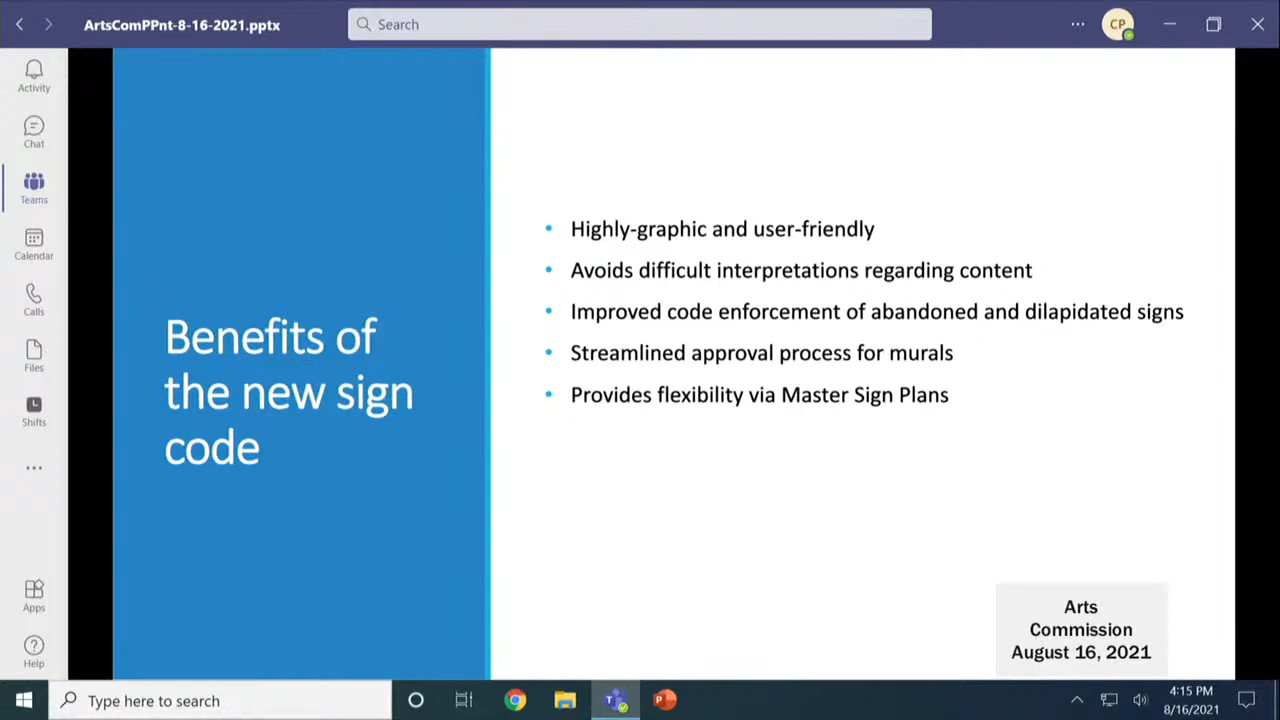 ArtsComPPnt-8-16-2021.pptx
Search
CP
Activity
Chat
Teams
Calendar
Calls
Files
Shifts
Apps
Help
Benefits of
the new sign
code
• Highly-graphic and user-friendly
• Avoids difficult interpretations regarding content
• Improved code enforcement of abandoned and dilapidated signs
• Streamlined approval process for murals
• Provides flexibility via Master Sign Plans
Arts
Commission
August 16, 2021
Type here to search
4:15 PM
8/16/2021